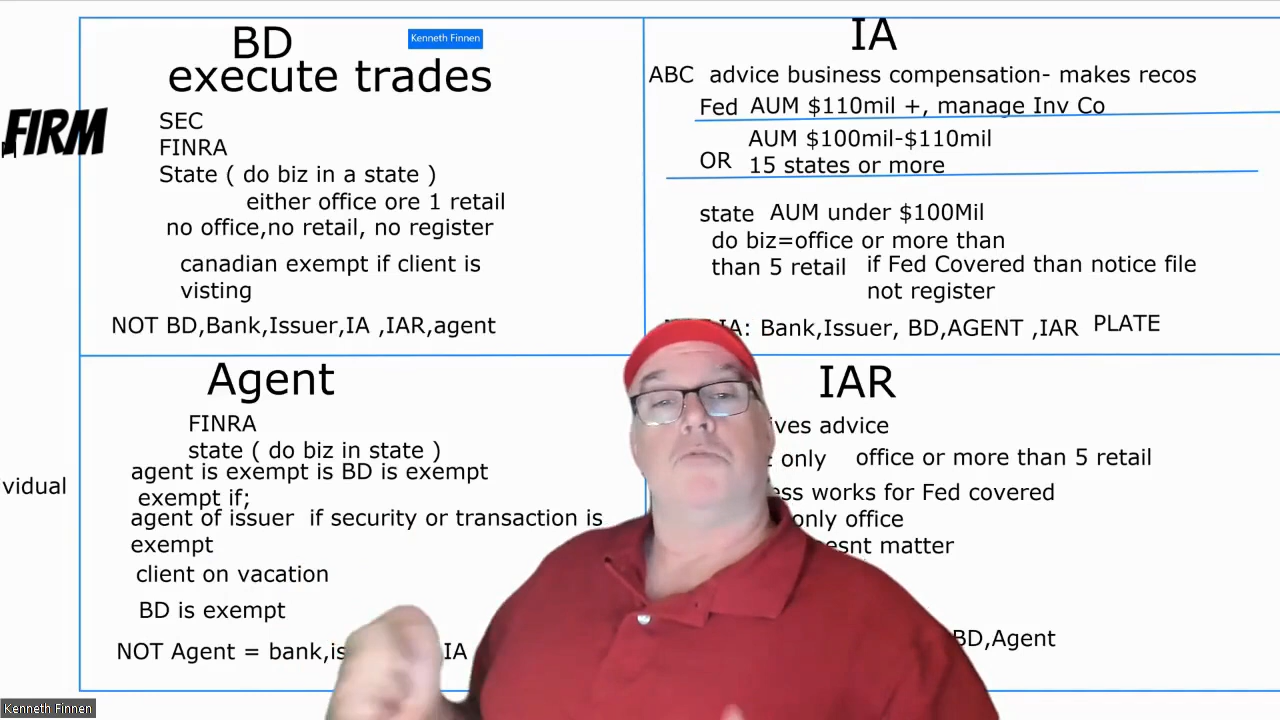 BD
Kenneth Finnen
execute trades
FIRM
SEC
FINRA
State ( do biz in a state )
either office ore 1 retail
no office,no retail, no register
canadian exempt if client is
visting
NOT BD,Bank,Issuer,IA ,IAR,agent
IA
ABC advice business compensation- makes recos
Fed AUM $110mil +, manage Inv Co
AUM $100mil-$110mil
OR 15 states or more
state AUM under $100Mil
do biz=office or more than
than 5 retail if Fed Covered than notice file
not register
IA: Bank,Issuer, BD,AGENT ,IAR PLATE
vidual
Agent
FINRA
state ( do biz in state )
agent is exempt is BD is exempt
exempt if;
agent of issuer if security or transaction is
exempt
client on vacation
BD is exempt
NOT Agent = bank,is IA
IAR
ives advice
only office or more than 5 retail
ess works for Fed covered
only office
esnt matter
BD,Agent
Kenneth Finnen